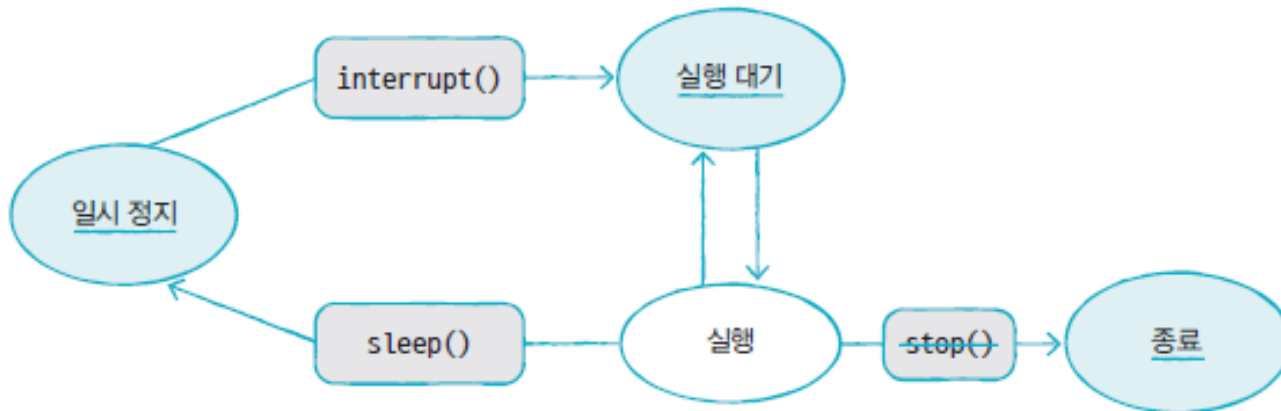 interrupt()
실행 대기
일시 정지
sleep()
실행
stop()
종료